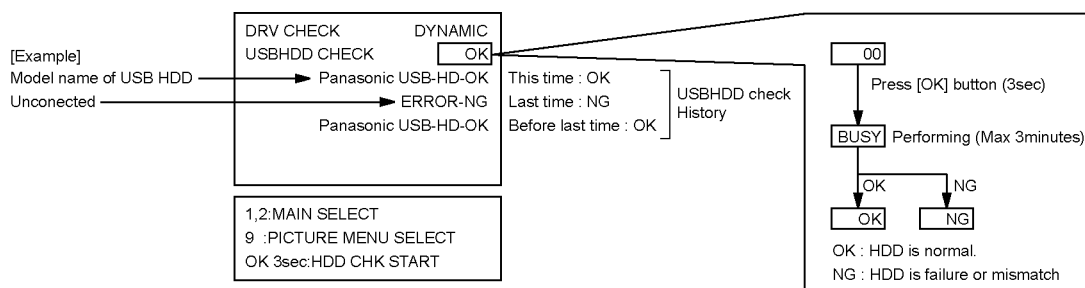 DRV CHECK DYNAMIC
USBHDD CHECK OK
[Example]
Model name of USB HDD Panasonic USB-HD-OK This time : OK
Unconected ERROR-NG Last time : NG
Panasonic USB-HD-OK Before last time : OK
USBHDD check
History
1,2:MAIN SELECT
9 :PICTURE MENU SELECT
OK 3sec:HDD CHK START
00
Press [OK] button (3sec)
BUSY Performing (Max 3minutes)
OK NG
OK NG
OK : HDD is normal.
NG : HDD is failure or mismatch